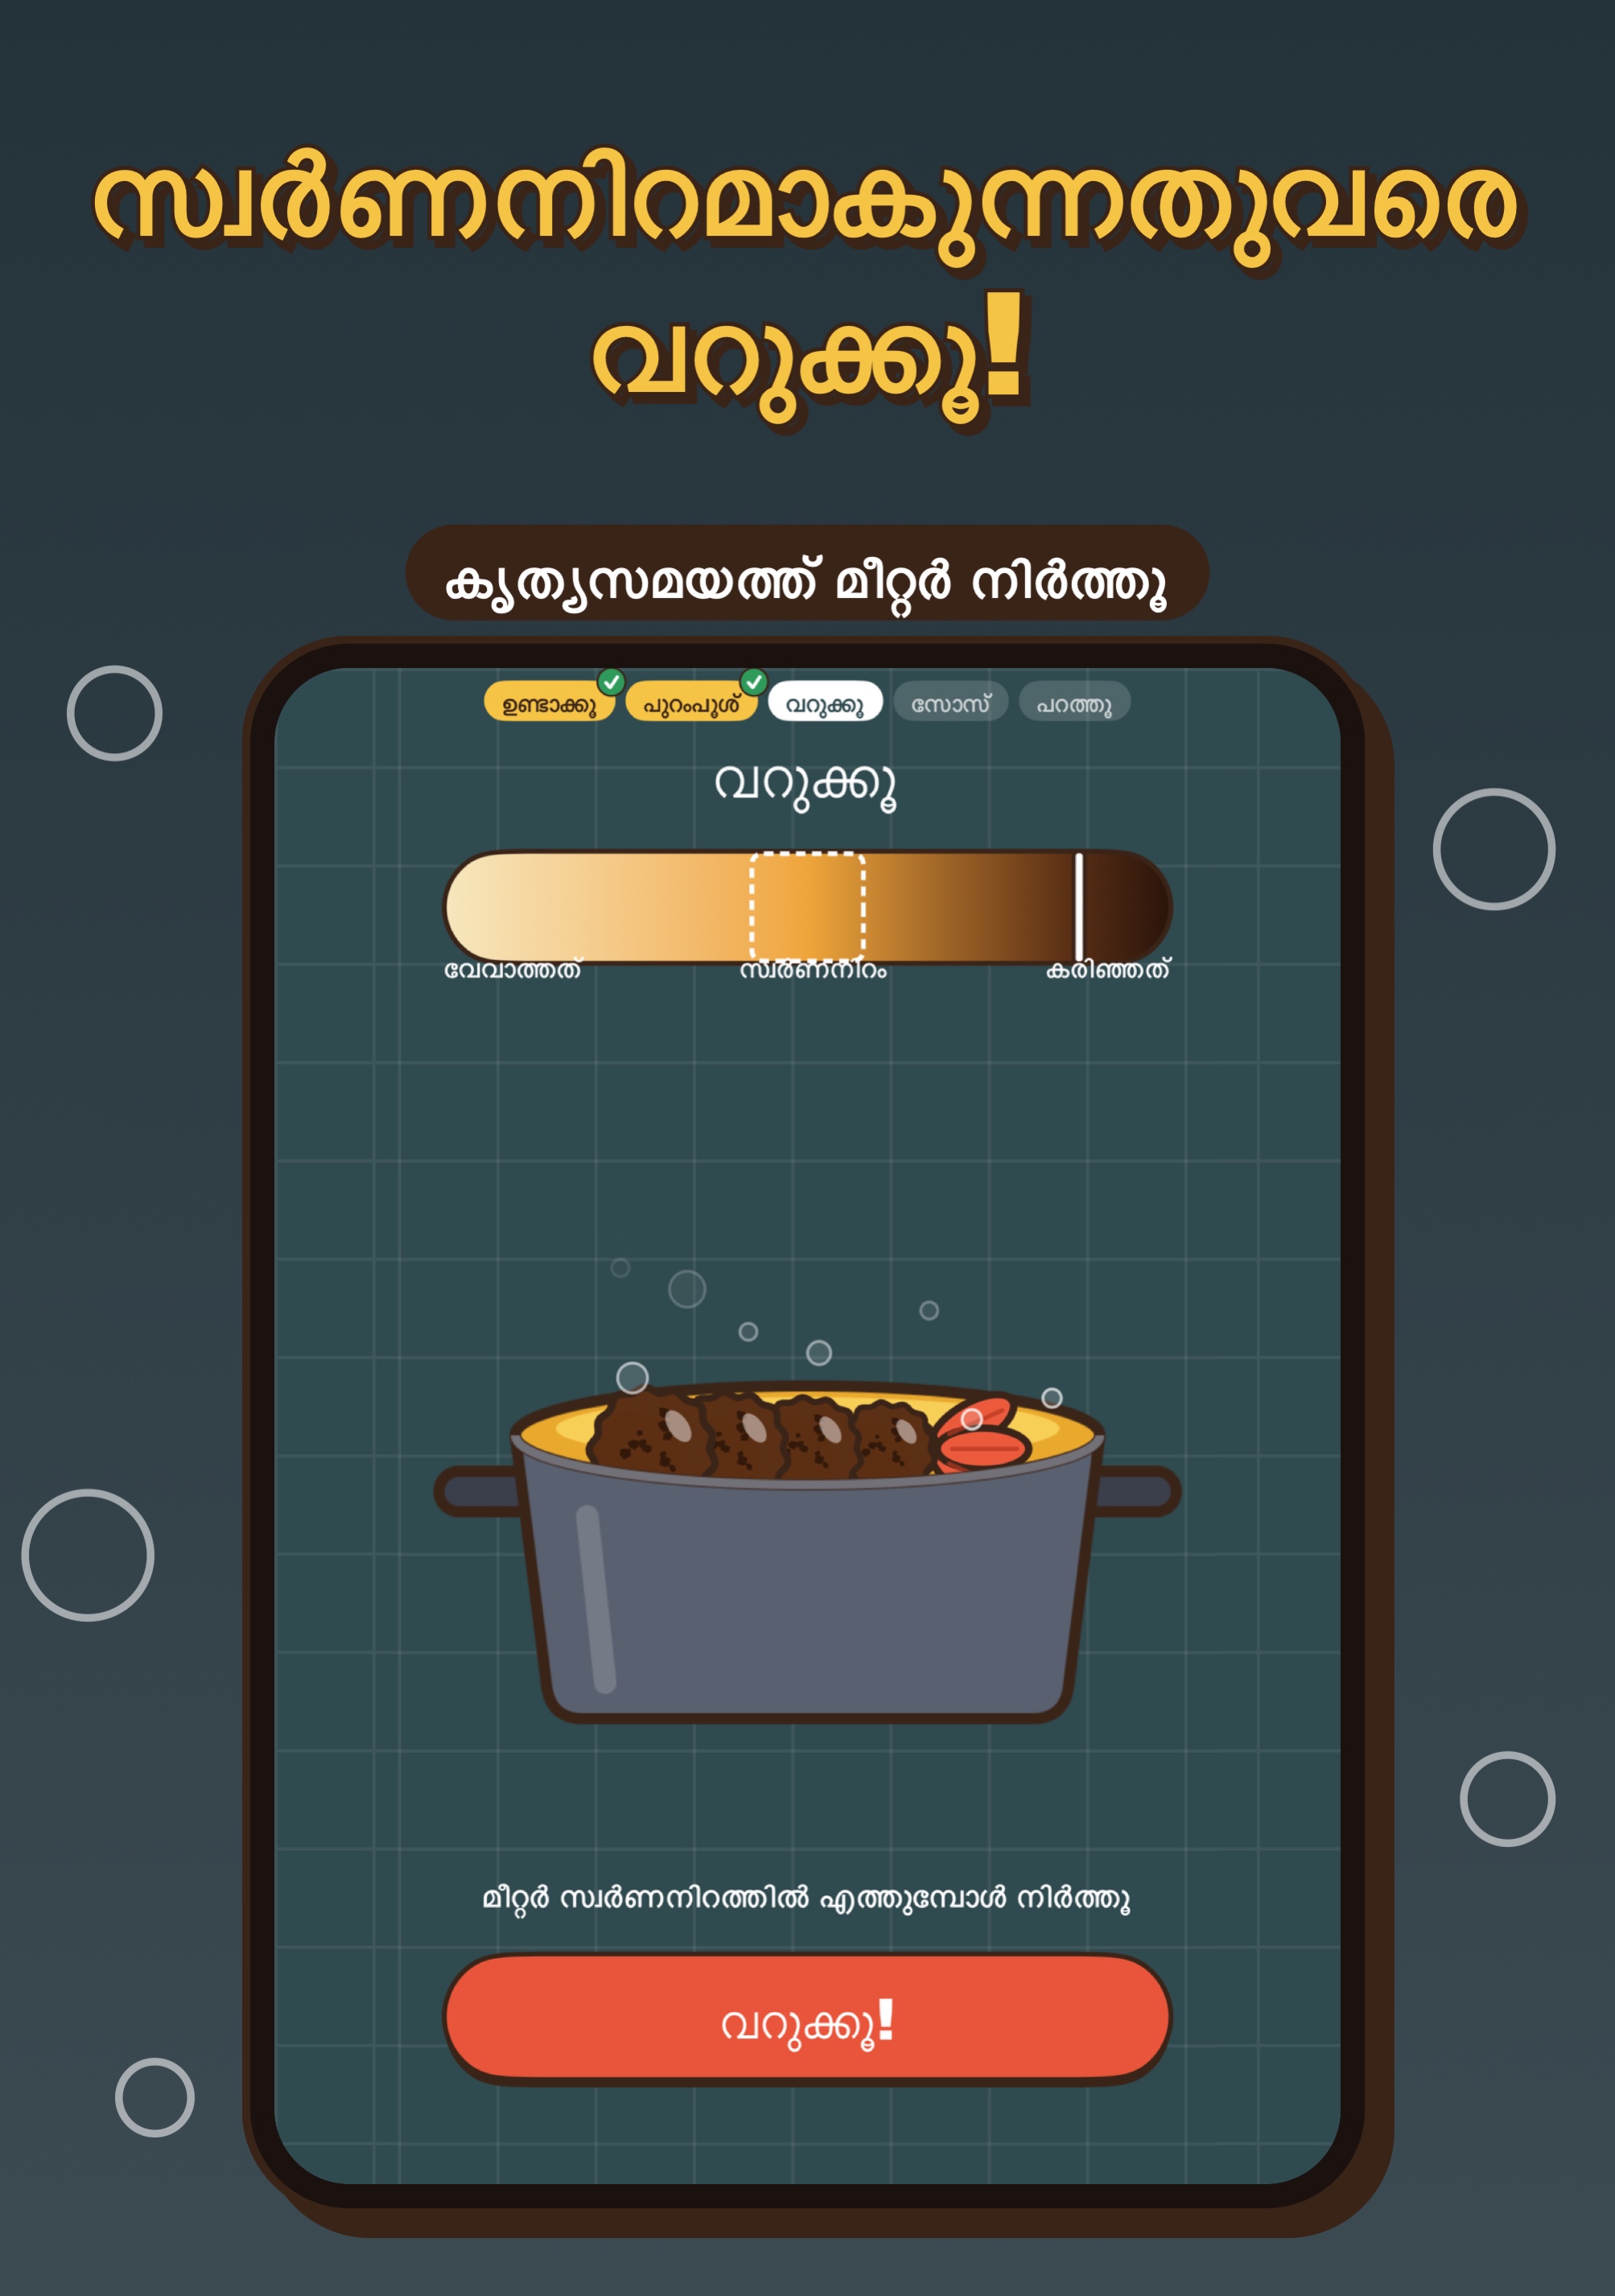 സ്വർണനിറമാകുന്നതുവരെ
വറുക്കൂ!
കൃത്യസമയത്ത് മീറ്റർ നിർത്തൂ
ഉണ്ടാക്കൂ പുറംപൂശ് വറുക്കൂ സോസ് പറത്തൂ
വറുക്കൂ
വേവാത്തത് സ്വർണനിറം കരിഞ്ഞത്
മീറ്റർ സ്വർണനിറത്തിൽ എത്തുമ്പോൾ നിർത്തൂ
വറുക്കൂ!